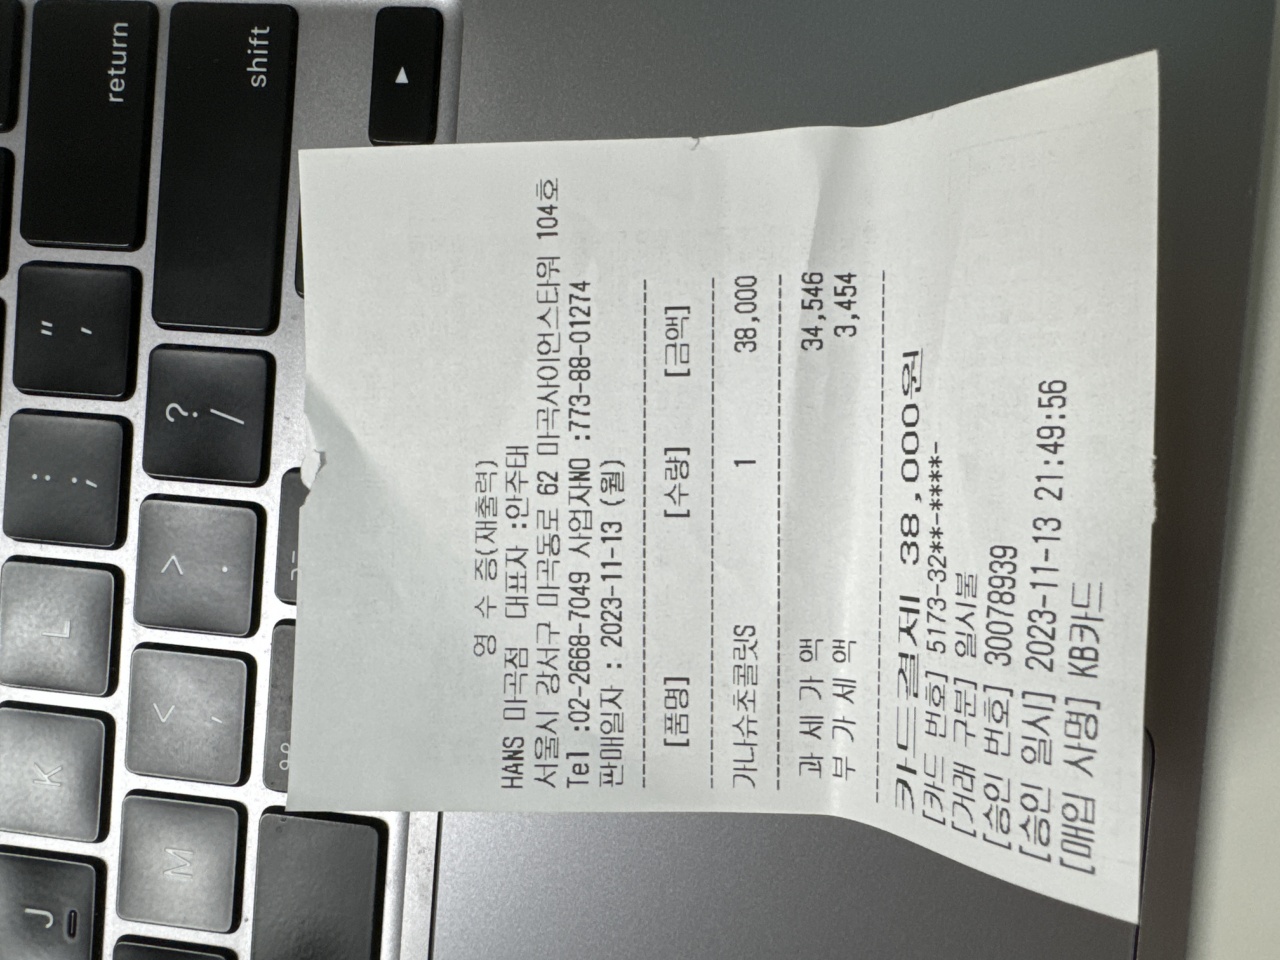 영 수 증(재출력)
HANS 마곡점 대표자 :안주태
서울시 강서구 마곡동로 62 마곡사이언스타워 104호
Tel :02-2668-7049 사업자NO :773-88-01274
판매일자 : 2023-11-13 (월)
[품명] [수량] [금액]
가나슈초콜릿S 1 38,000
과 세 가 액 34,546
부 가 세 액 3,454
카드결제 38,000원
[카드 번호] 5173-32**-****-
[거래 구분] 일시불
[승인 번호] 30078939
[승인 일시] 2023-11-13 21:49:56
[매입 사명] KB카드
return
shift
"
'
?
/
:
;
>
.
L
<
,
K
M
J